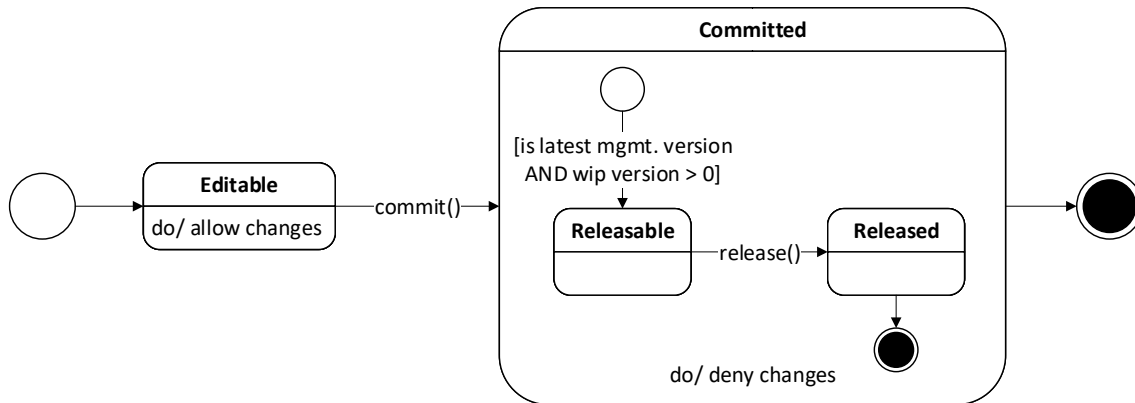 Committed
[is latest mgmt. version
AND wip version > 0]
Editable
do/ allow changes
commit()
Releasable
release()
Released
do/ deny changes